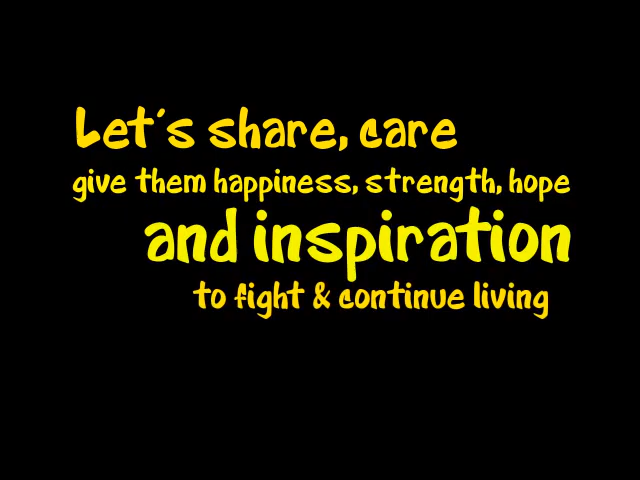 Let's share, care
give them happiness, strength, hope
and inspiration
to fight & continue living